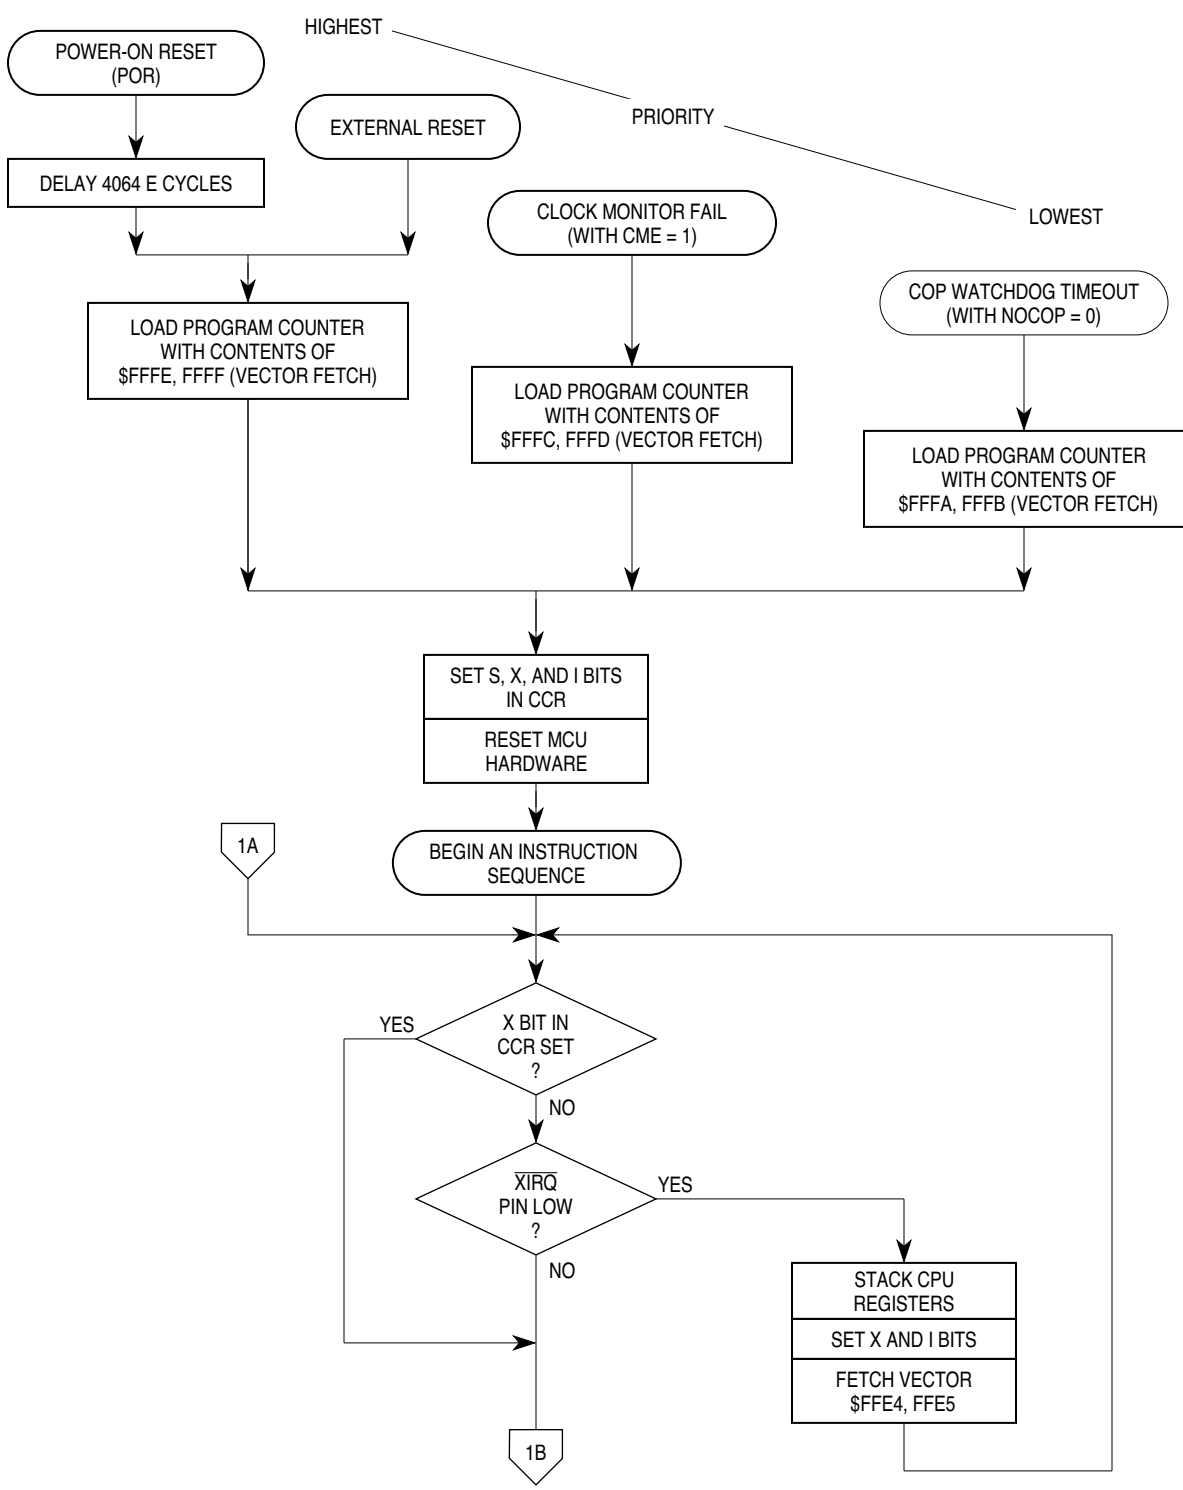 HIGHEST
POWER-ON RESET
(POR)
EXTERNAL RESET
PRIORITY
DELAY 4064 E CYCLES
CLOCK MONITOR FAIL
(WITH CME = 1)
LOWEST
COP WATCHDOG TIMEOUT
(WITH NOCOP = 0)
LOAD PROGRAM COUNTER
WITH CONTENTS OF
$FFFE, FFFF (VECTOR FETCH)
LOAD PROGRAM COUNTER
WITH CONTENTS OF
$FFFC, FFFD (VECTOR FETCH)
LOAD PROGRAM COUNTER
WITH CONTENTS OF
$FFFA, FFFB (VECTOR FETCH)
SET S, X, AND I BITS
IN CCR
RESET MCU
HARDWARE
1A
BEGIN AN INSTRUCTION
SEQUENCE
YES
X BIT IN
CCR SET
?
NO
XIRQ
PIN LOW
?
YES
NO
STACK CPU
REGISTERS
SET X AND I BITS
FETCH VECTOR
$FFE4, FFE5
1B